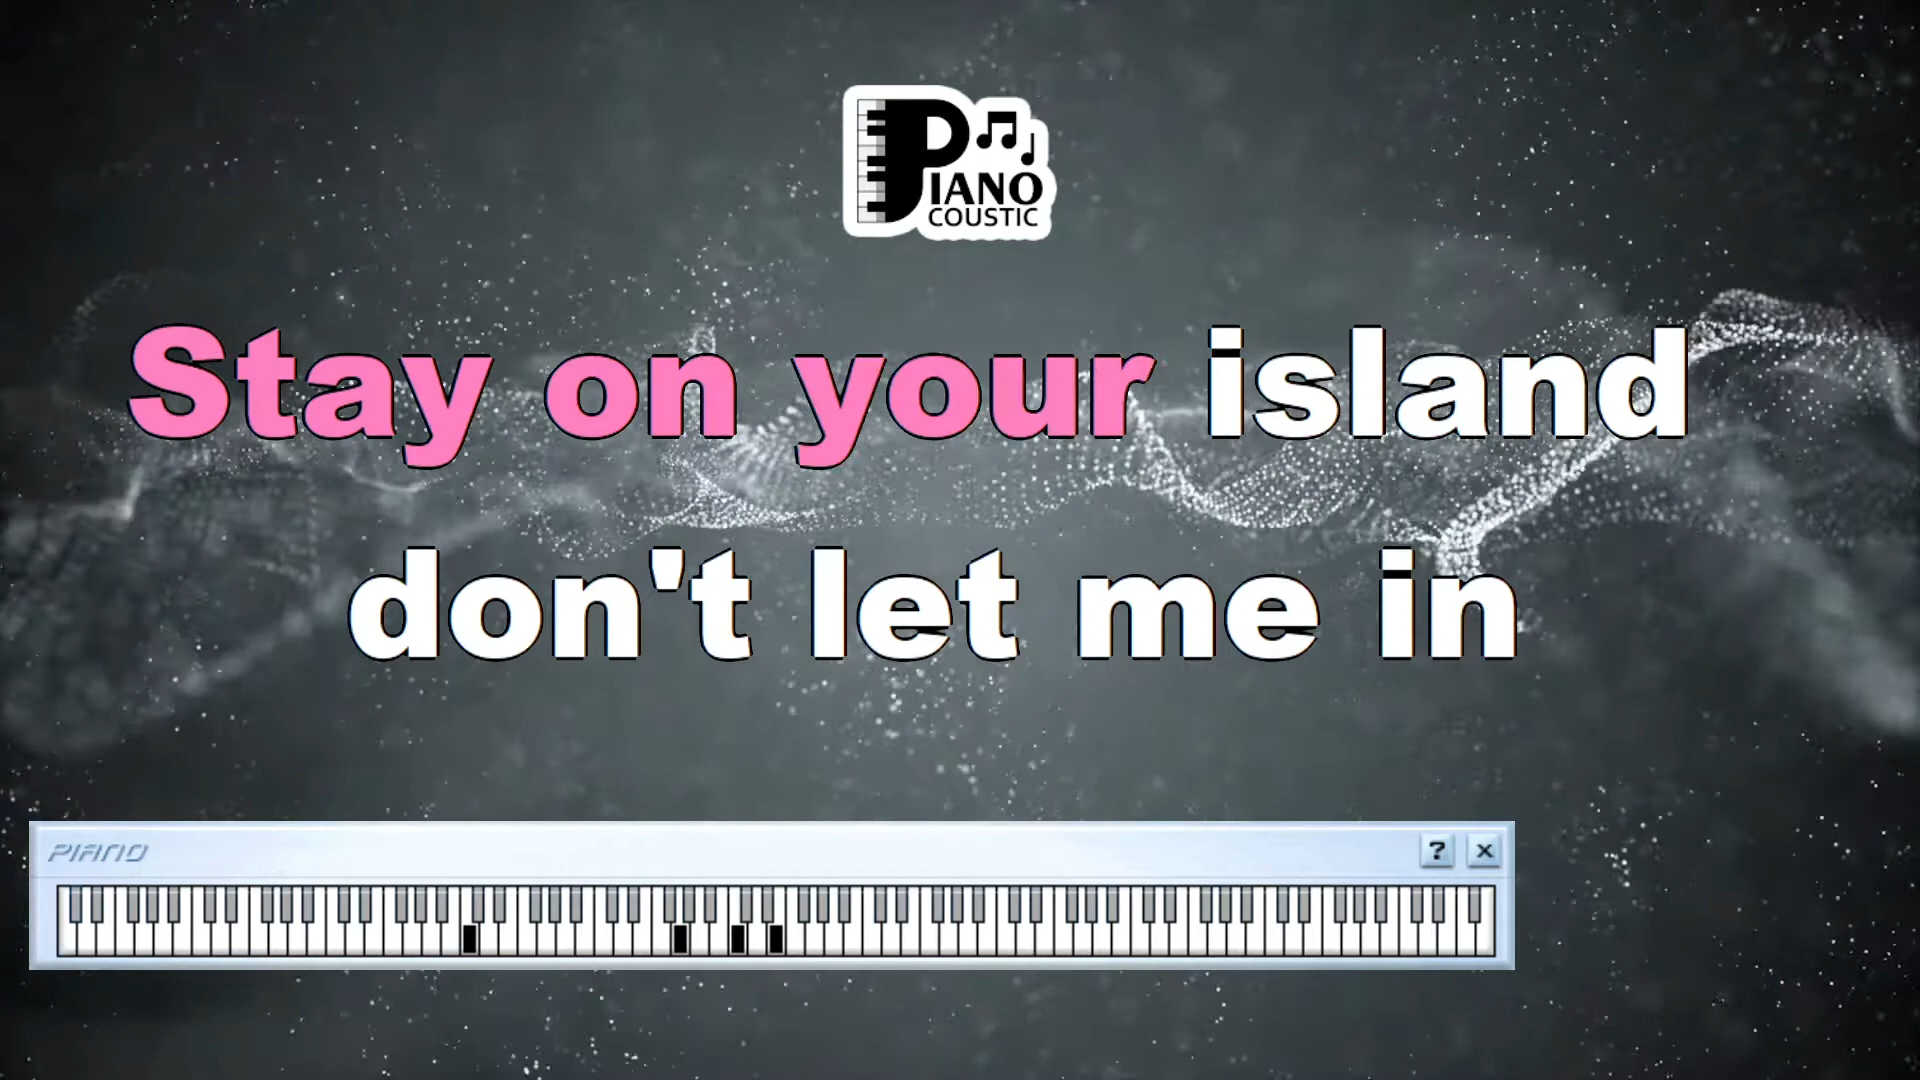 PIANO
COUSTIC
Stay on your island
don't let me in
PIANO
? x